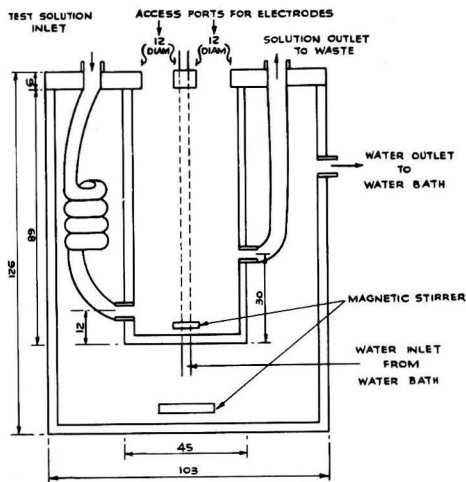 TEST SOLUTION
INLET
ACCESS PORTS FOR ELECTRODES
12
DIAM
12
DIAM
SOLUTION OUTLET
TO WASTE
16
WATER OUTLET
TO
WATER BATH
89
126
30
12
MAGNETIC STIRRER
WATER INLET
FROM
WATER BATH
45
103